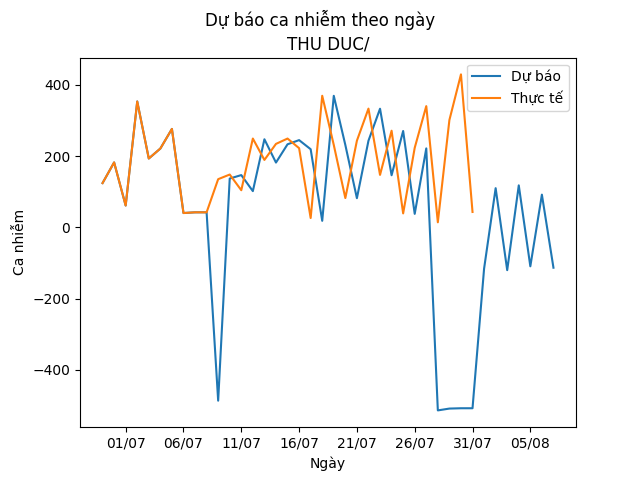 Dự báo ca nhiễm theo ngày
THU DUC/
Dự báo
Thực tế
Ca nhiễm
400
200
0
−200
−400
01/07 06/07 11/07 16/07 21/07 26/07 31/07 05/08
Ngày